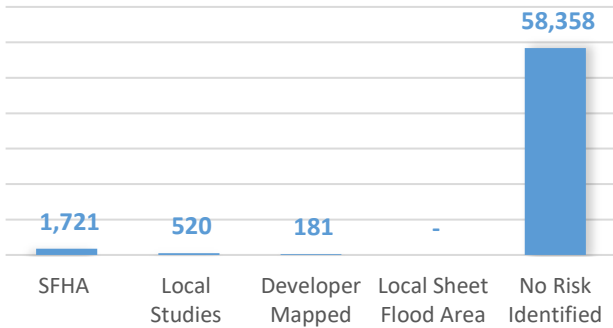 58,358
1,721
520
181
-
SFHA
Local
Studies
Developer
Mapped
Local Sheet
Flood Area
No Risk
Identified